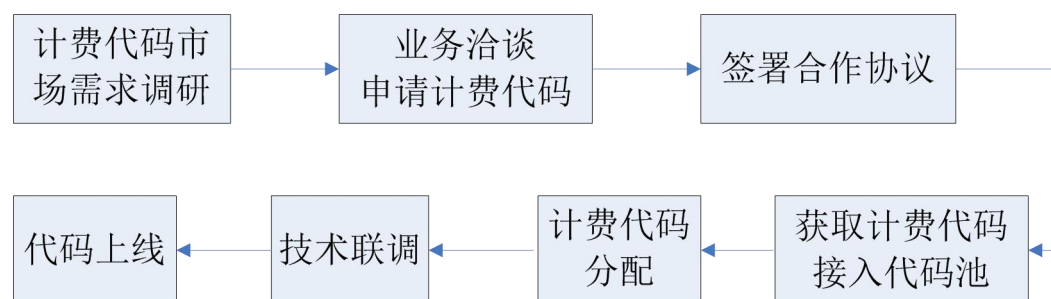 计费代码市
场需求调研
业务洽谈
申请计费代码
签署合作协议
获取计费代码
接入代码池
计费代码
分配
技术联调
代码上线